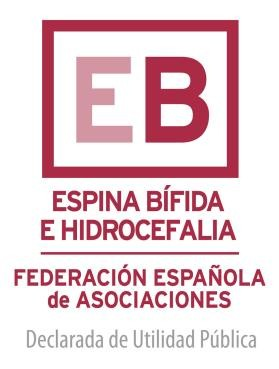 EB
ESPINA BÍFIDA
E HIDROCEFALIA
FEDERACIÓN ESPAÑOLA
de ASOCIACIONES
Declarada de Utilidad Pública